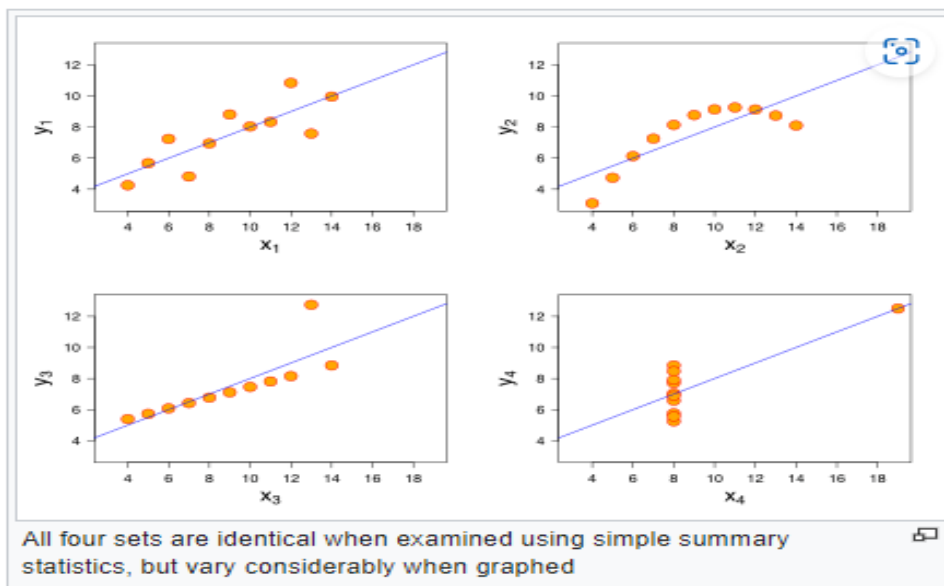 12
10
8
6
4
y1
4 6 8 10 12 14 16 18
x1
12
10
8
6
4
y2
4 6 8 10 12 14 16 18
x2
12
10
8
6
4
y3
4 6 8 10 12 14 16 18
x3
12
10
8
6
4
y4
4 6 8 10 12 14 16 18
x4
All four sets are identical when examined using simple summary
statistics, but vary considerably when graphed